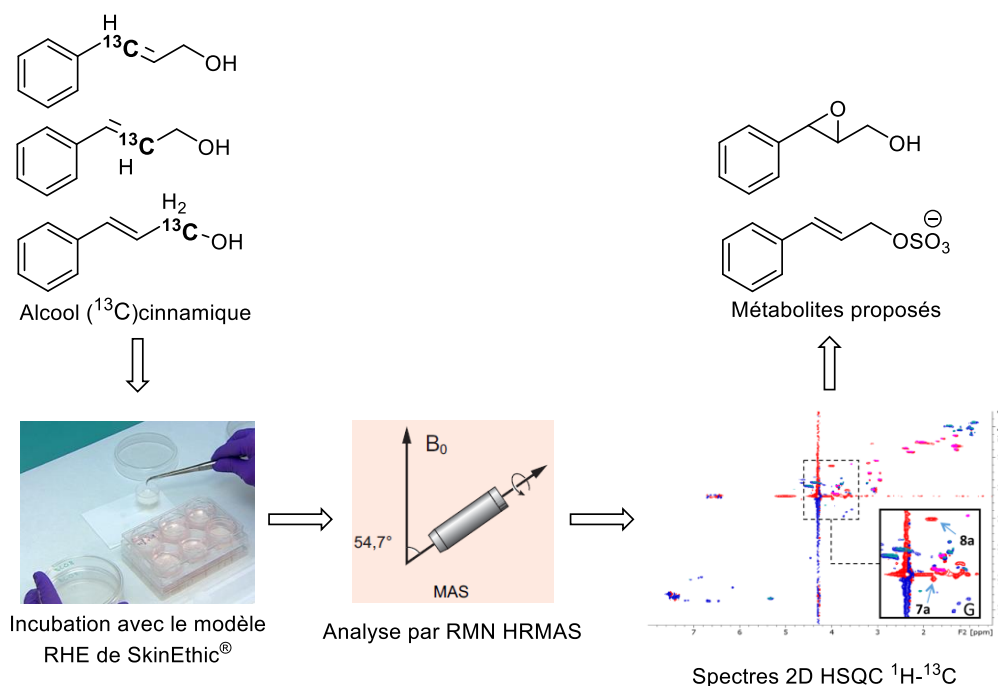 H
13C
OH
13C
OH
H
H2
13C
OH
Alcool (13C)cinnamique
O
OH
OSO3
Métabolites proposés
B0
54,7°
MAS
Incubation avec le modèle
RHE de SkinEthic®
Analyse par RMN HRMAS
8a
7a
G
7 6 5 4 3 2 F2 [ppm]
Spectres 2D HSQC 1H-13C